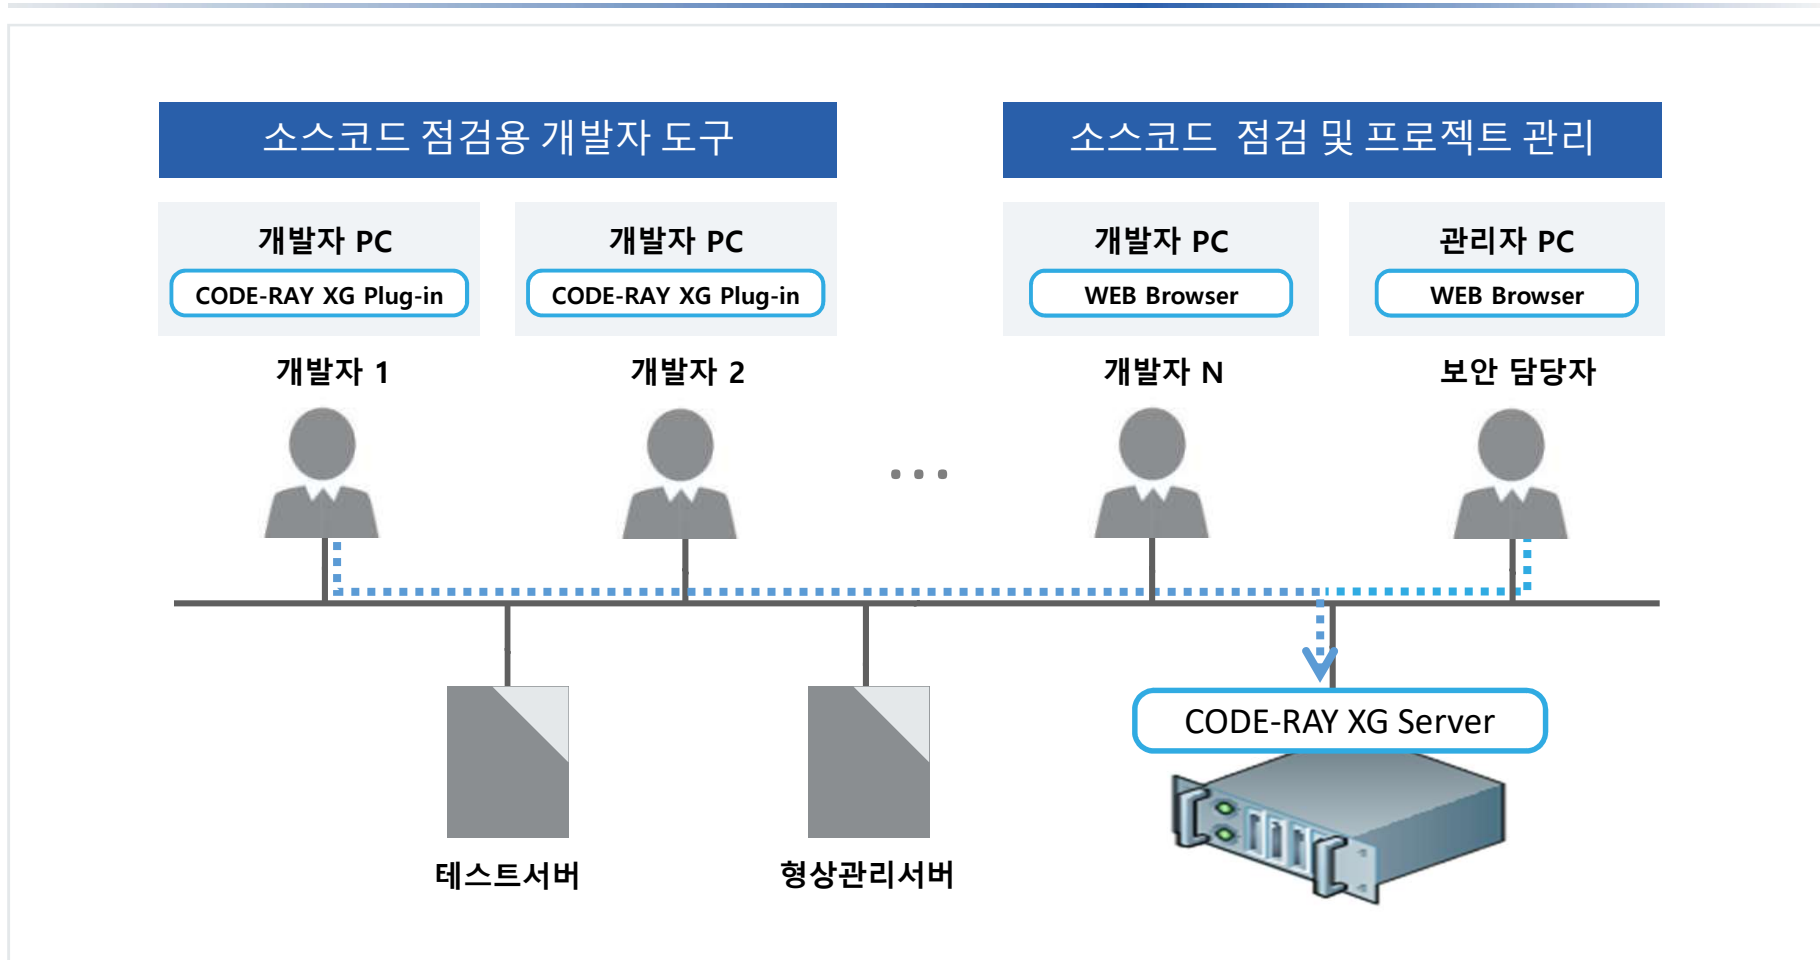 소스코드 점검용 개발자 도구
소스코드 점검 및 프로젝트 관리
개발자 PC
CODE-RAY XG Plug-in
개발자 PC
CODE-RAY XG Plug-in
개발자 PC
WEB Browser
관리자 PC
WEB Browser
개발자 1
개발자 2
개발자 N
보안 담당자
...
CODE-RAY XG Server
테스트서버
형상관리서버